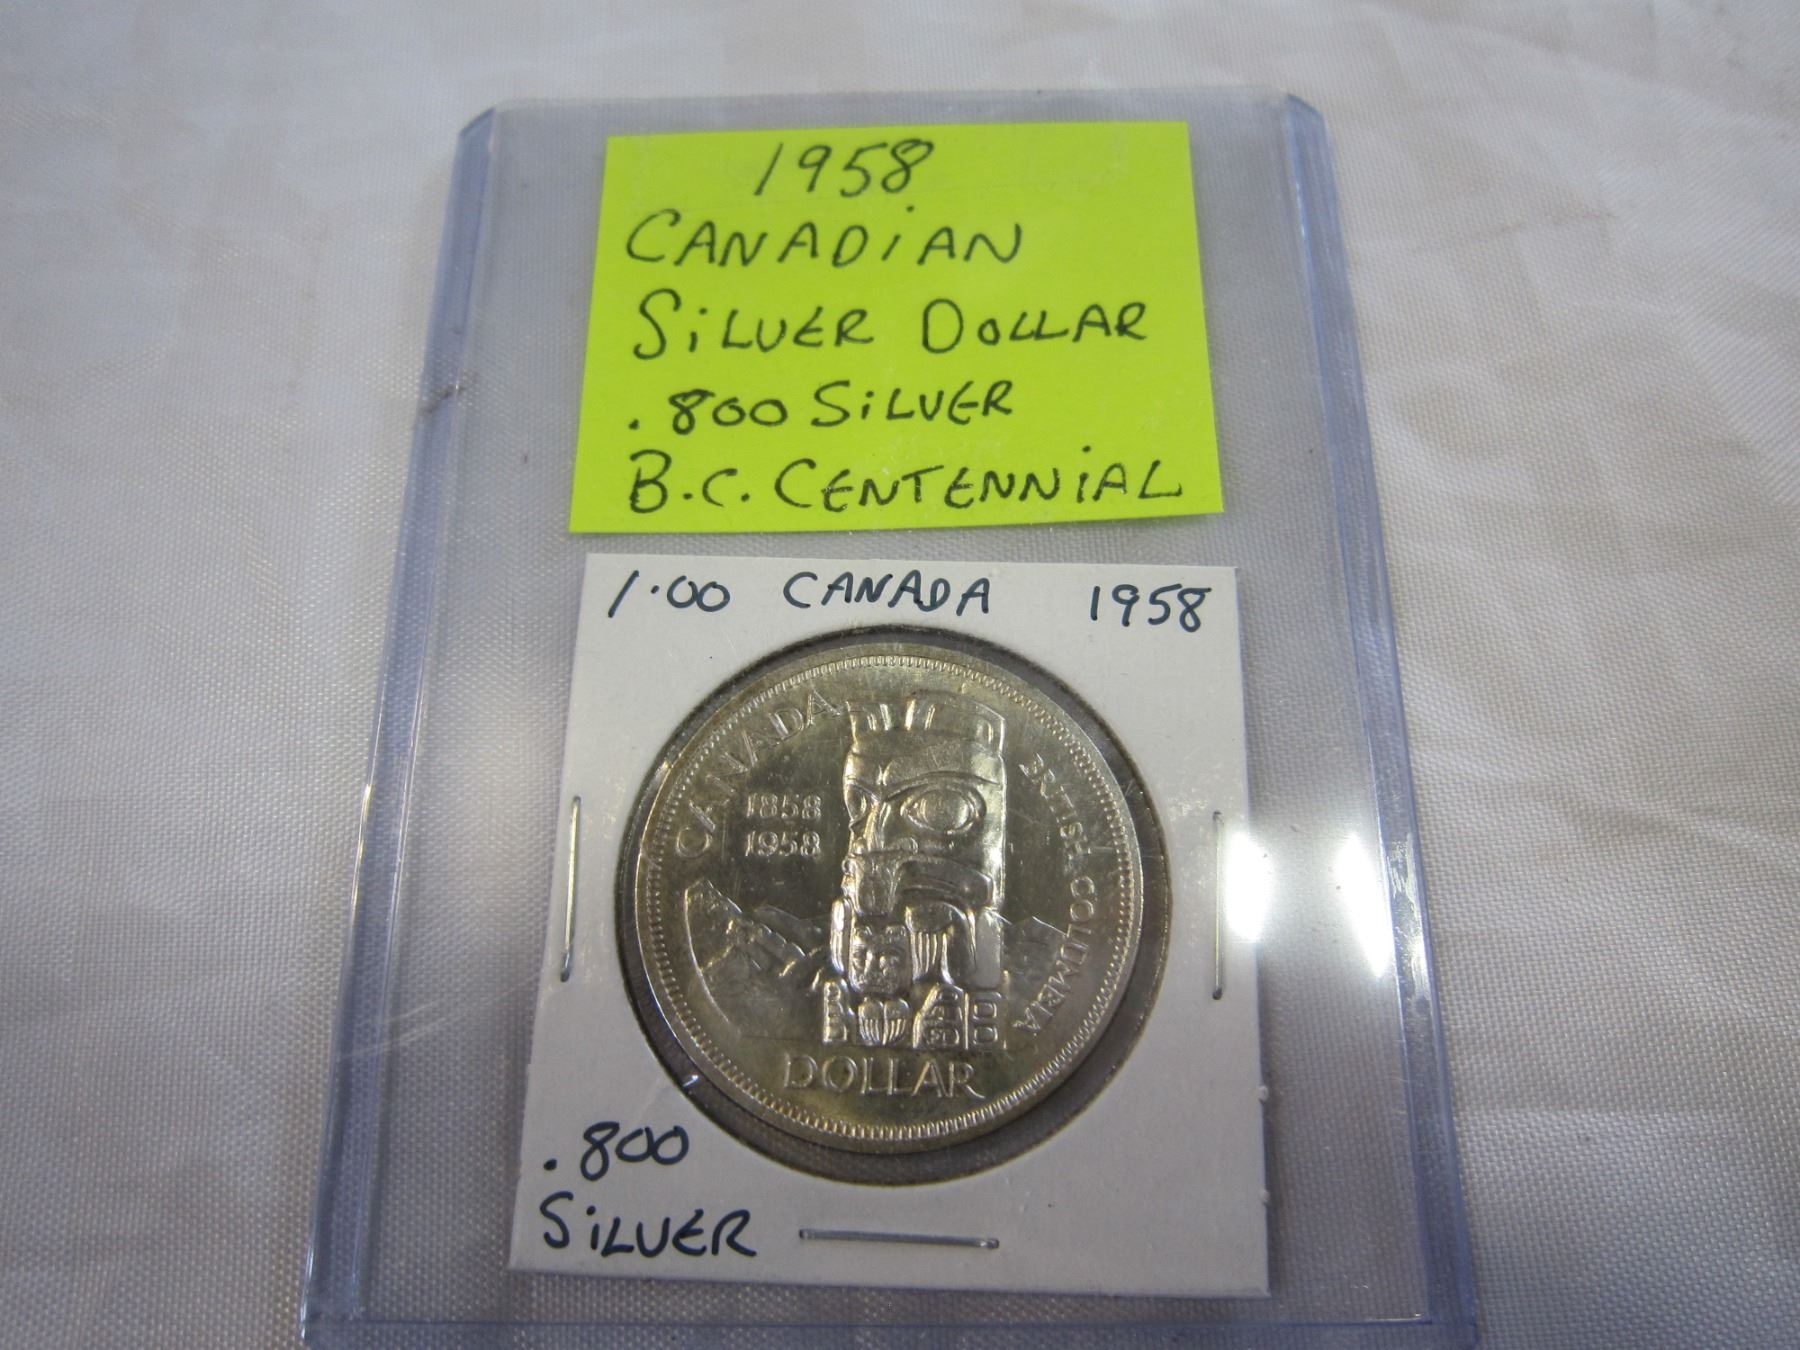 1958
CANADiAN
SiLVER DOLLAR
.800 SiLVER
B.C. CENTENNiAL
1.00 CANADA 1958
CANADA
1858
1958
BRITISH COLUMBIA
DOLLAR
.800
SiLVER